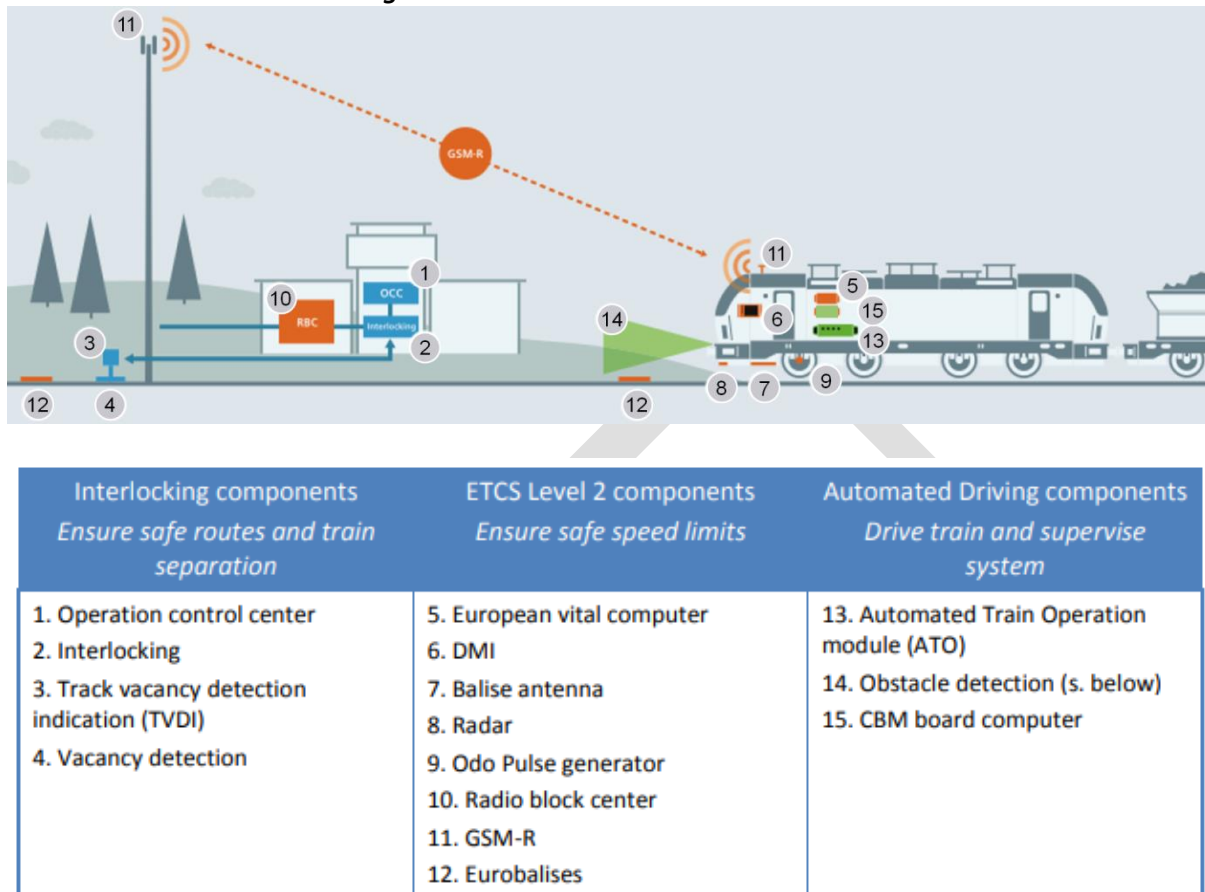 11
GSM-R
11
1
5
10
OCC
15
RBC
6
14
Interlocking
13
3
2
8
7
9
12
4
12
Interlocking components
Ensure safe routes and train
separation
ETCS Level 2 components
Ensure safe speed limits
Automated Driving components
Drive train and supervise
system
1. Operation control center
2. Interlocking
3. Track vacancy detection
indication (TVDI)
4. Vacancy detection
5. European vital computer
6. DMI
7. Balise antenna
8. Radar
9. Odo Pulse generator
10. Radio block center
11. GSM-R
12. Eurobalises
13. Automated Train Operation
module (ATO)
14. Obstacle detection (s. below)
15. CBM board computer